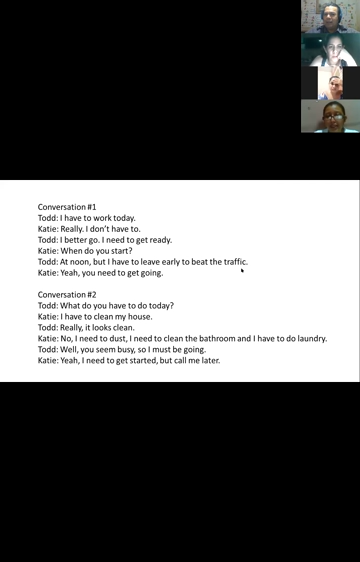 Conversation #1
Todd: I have to work today.
Katie: Really. I don't have to.
Todd: I better go. I need to get ready.
Katie: When do you start?
Todd: At noon, but I have to leave early to beat the traffic.
Katie: Yeah, you need to get going.
Conversation #2
Todd: What do you have to do today?
Katie: I have to clean my house.
Todd: Really, it looks clean.
Katie: No, I need to dust, I need to clean the bathroom and I have to do laundry.
Todd: Well, you seem busy, so I must be going.
Katie: Yeah, I need to get started, but call me later.